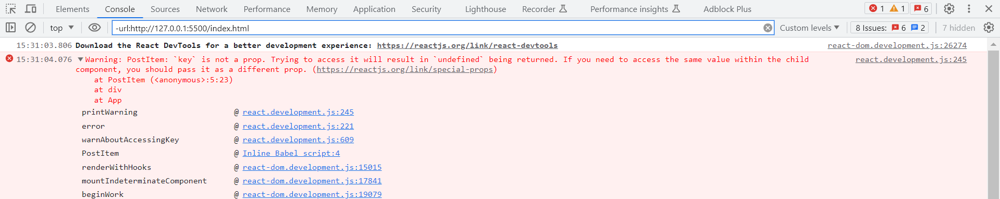 Elements Console Sources Network Performance Memory Application Security Lighthouse Recorder Performance insights Adblock Plus 1 1 6
top -url:http://127.0.0.1:5500/index.html Custom levels 8 Issues: 6 2 7 hidden
15:31:03.806 Download the React DevTools for a better development experience: https://reactjs.org/link/react-devtools react-dom.development.js:26274
15:31:04.076 Warning: PostItem: `key` is not a prop. Trying to access it will result in `undefined` being returned. If you need to access the same value within the child react.development.js:245
component, you should pass it as a different prop. (https://reactjs.org/link/special-props)
at PostItem (<anonymous>:5:23)
at div
at App
printWarning @ react.development.js:245
error @ react.development.js:221
warnAboutAccessingKey @ react.development.js:609
PostItem @ Inline Babel script:4
renderWithHooks @ react-dom.development.js:15015
mountIndeterminateComponent @ react-dom.development.js:17841
beginWork @ react-dom.development.js:19079